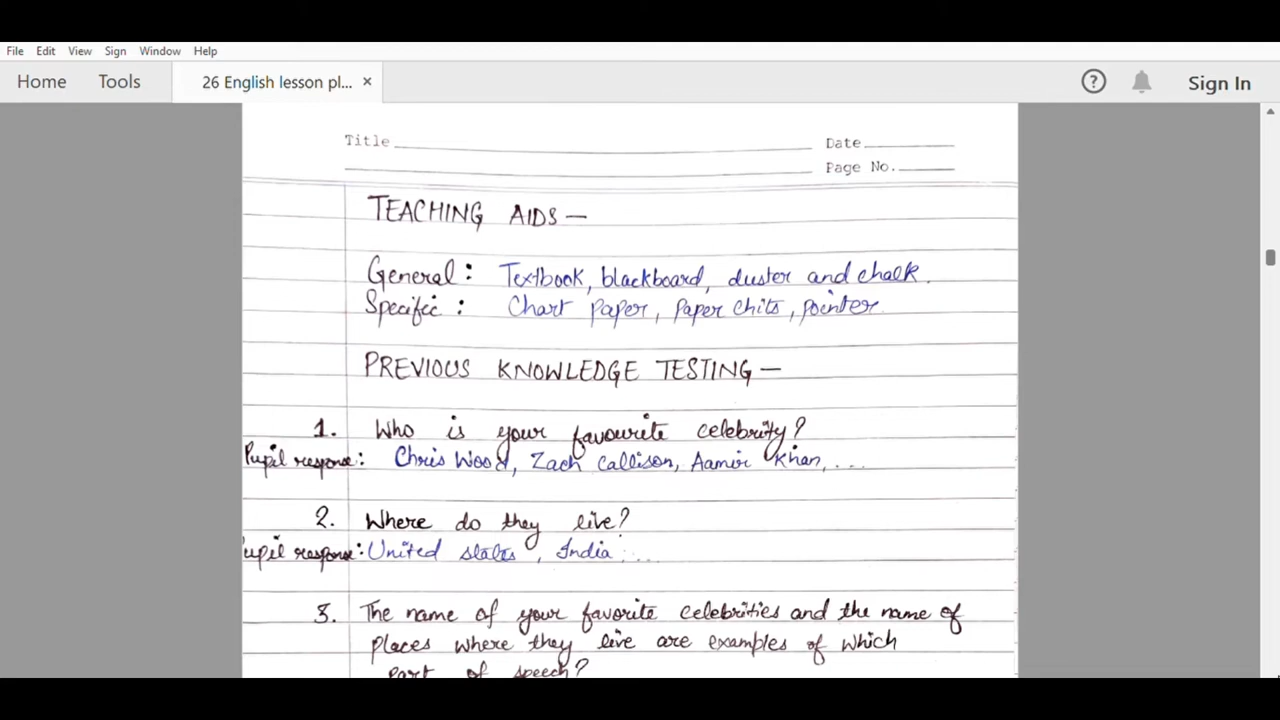 File Edit View Sign Window Help
Home Tools 26 English lesson pl... × ? Sign In
Title Date
Page No.
TEACHING AIDS —
General : Textbook, blackboard, duster and chalk.
Specific : Chart paper, paper chits, pointer.
PREVIOUS KNOWLEDGE TESTING —
1. Who is your favourite celebrity?
Pupil response: Chris Wood, Zach Callison, Aamir Khan, ...
2. Where do they live?
Pupil response: United states, India ....
3. The name of your favorite celebrities and the name of
places where they live are examples of which
part of speech?